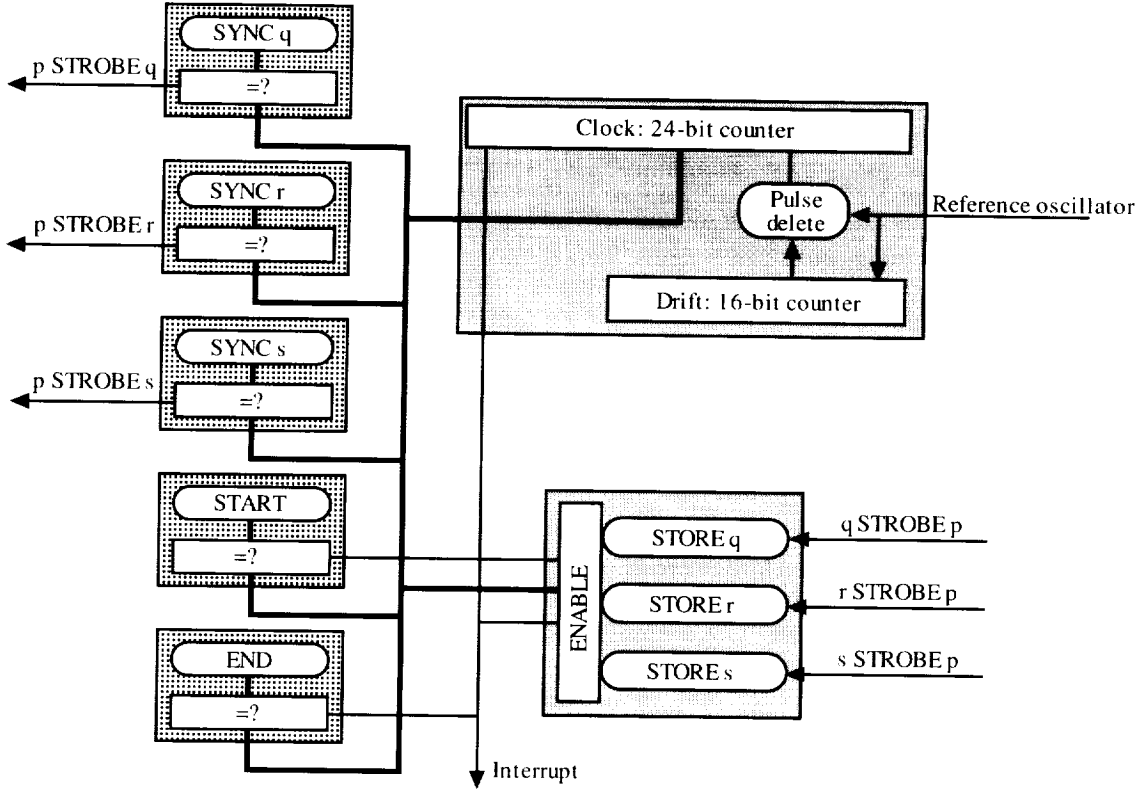 SYNC q
p STROBE q
=?
Clock: 24-bit counter
SYNC r
p STROBE r
=?
Pulse
delete
Reference oscillator
Drift: 16-bit counter
SYNC s
p STROBE s
=?
START
=?
ENABLE
STORE q
q STROBE p
STORE r
r STROBE p
STORE s
s STROBE p
END
=?
Interrupt